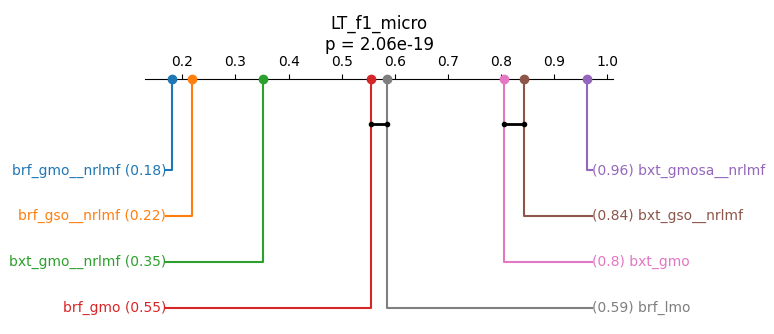 LT_f1_micro
p = 2.06e-19
0.2 0.3 0.4 0.5 0.6 0.7 0.8 0.9 1.0
brf_gmo__nrlmf (0.18) (0.96) bxt_gmosa__nrlmf
brf_gso__nrlmf (0.22) (0.84) bxt_gso__nrlmf
bxt_gmo__nrlmf (0.35) (0.8) bxt_gmo
brf_gmo (0.55) (0.59) brf_lmo